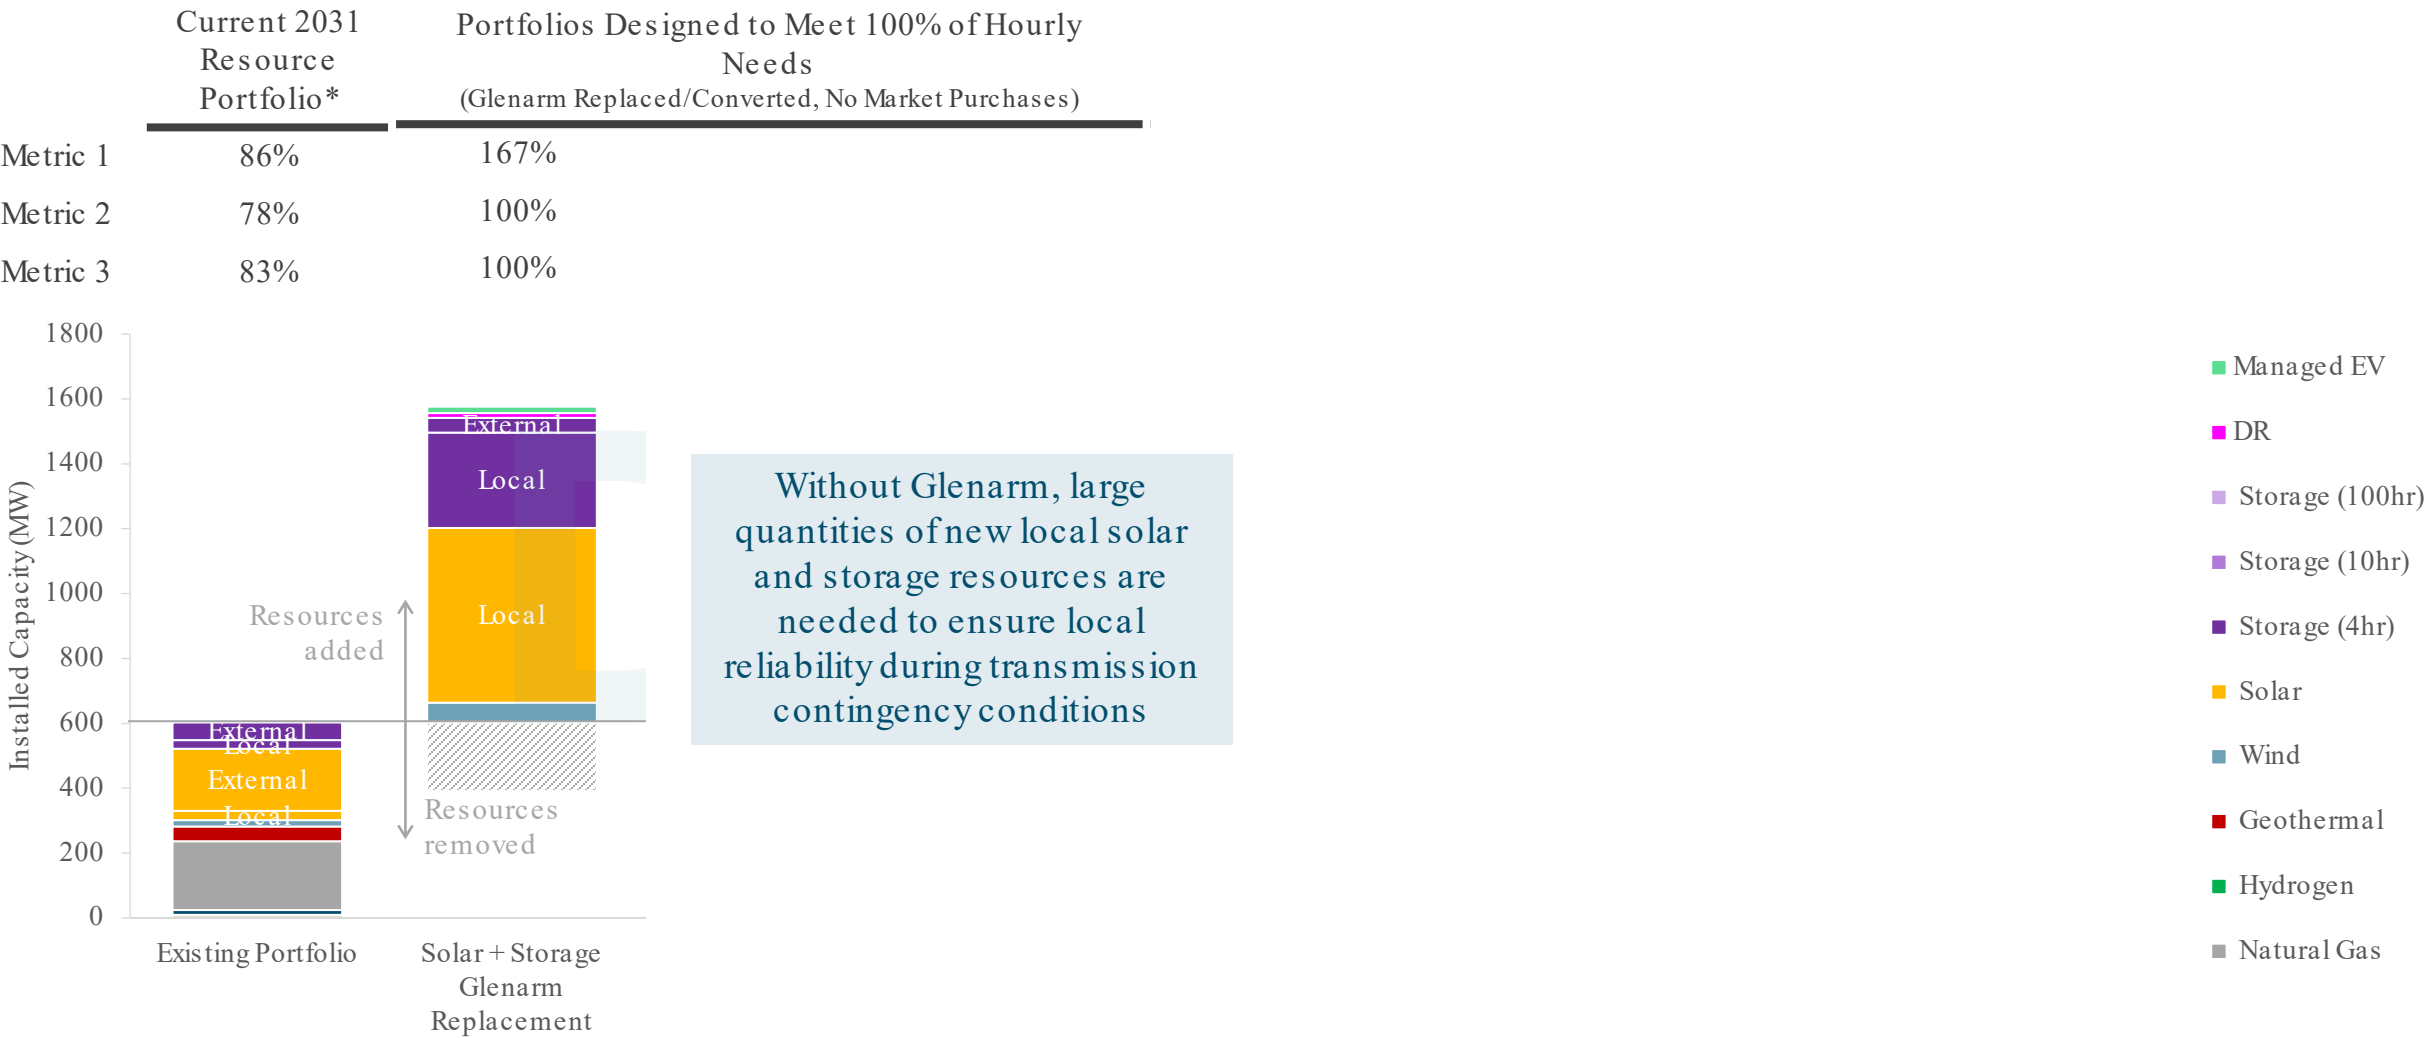 Current 2031
Resource
Portfolio*
Portfolios Designed to Meet 100% of Hourly
Needs
(Glenarm Replaced/Converted, No Market Purchases)
Metric 1 86% 167%
Metric 2 78% 100%
Metric 3 83% 100%
Installed Capacity (MW)
1800
1600
1400
1200
1000
800
600
400
200
0
External
Local
External
Local
Resources
added
Resources
removed
External
Local
Local
Existing Portfolio
Solar + Storage
Glenarm
Replacement
Without Glenarm, large
quantities of new local solar
and storage resources are
needed to ensure local
reliability during transmission
contingency conditions
Managed EV
DR
Storage (100hr)
Storage (10hr)
Storage (4hr)
Solar
Wind
Geothermal
Hydrogen
Natural Gas